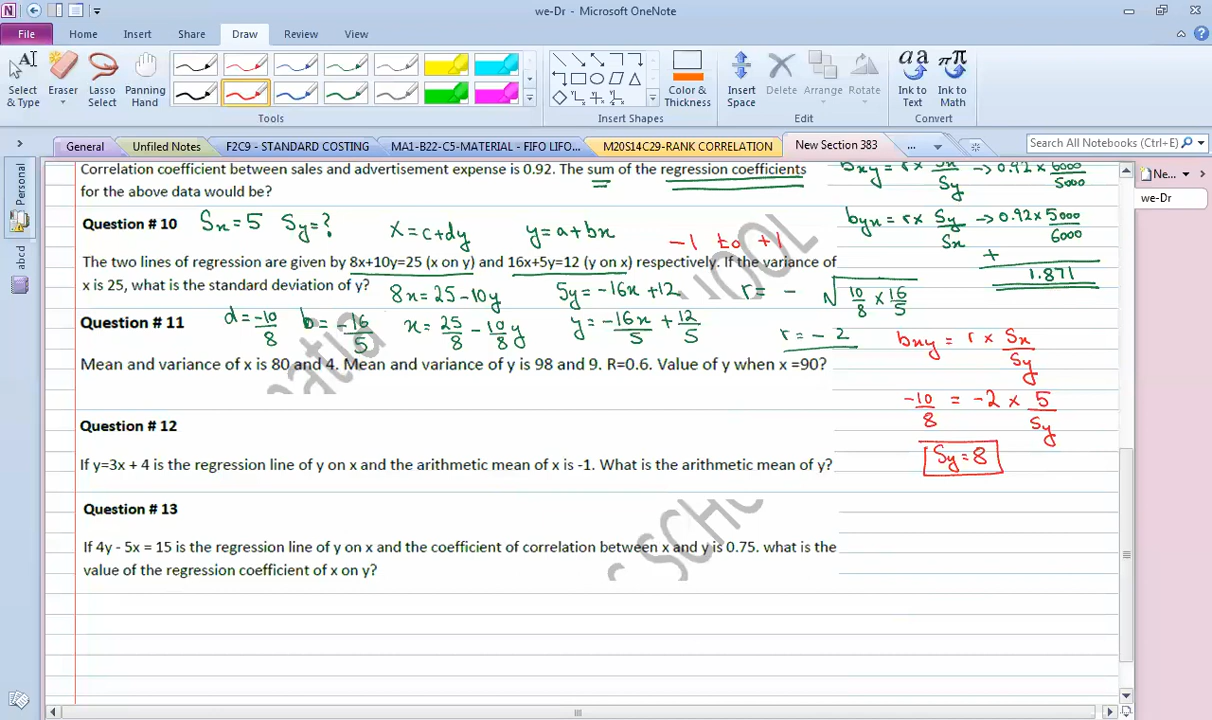 we-Dr - Microsoft OneNote
File Home Insert Share Draw Review View
Select & Type Eraser Lasso Select Panning Hand Color & Thickness Insert Space Delete Arrange Rotate Ink to Text Ink to Math
Tools Insert Shapes Edit Convert
General Unfiled Notes F2C9 - STANDARD COSTING MA1-B22-C5-MATERIAL - FIFO LIFO... M20S14C29-RANK CORRELATION New Section 383 ... Search All Notebooks (Ctrl+E)
Personal
abcd
Ne...
we-Dr
Correlation coefficient between sales and advertisement expense is 0.92. The sum of the regression coefficients
for the above data would be?
bxy = r x Sx/Sy → 0.92 x 6000/5000
byx = r x Sy/Sx → 0.92 x 5000/6000
+ 1.871
Question # 10 Sx = 5 Sy = ? x = c + dy y = a + bx
-1 to +1
The two lines of regression are given by 8x+10y=25 (x on y) and 16x+5y=12 (y on x) respectively. If the variance of
x is 25, what is the standard deviation of y? 8x = 25 - 10y 5y = -16x + 12 r = - √10/8 x 16/5
Question # 11 d = -10/8 b = -16/5 x = 25/8 - 10/8 y y = -16x/5 + 12/5 r = - 2
Mean and variance of x is 80 and 4. Mean and variance of y is 98 and 9. R=0.6. Value of y when x =90?
bxy = r x Sx/Sy
-10/8 = -2 x 5/Sy
Sy = 8
Question # 12
If y=3x + 4 is the regression line of y on x and the arithmetic mean of x is -1. What is the arithmetic mean of y?
Question # 13
If 4y - 5x = 15 is the regression line of y on x and the coefficient of correlation between x and y is 0.75. what is the
value of the regression coefficient of x on y?